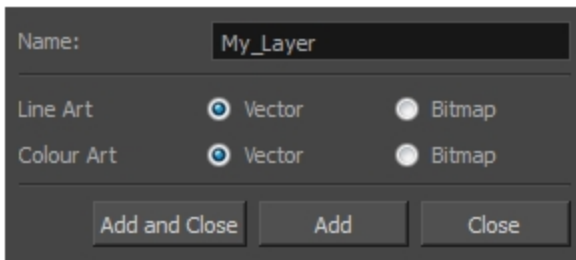 Name: My_Layer
Line Art Vector Bitmap
Colour Art Vector Bitmap
Add and Close Add Close